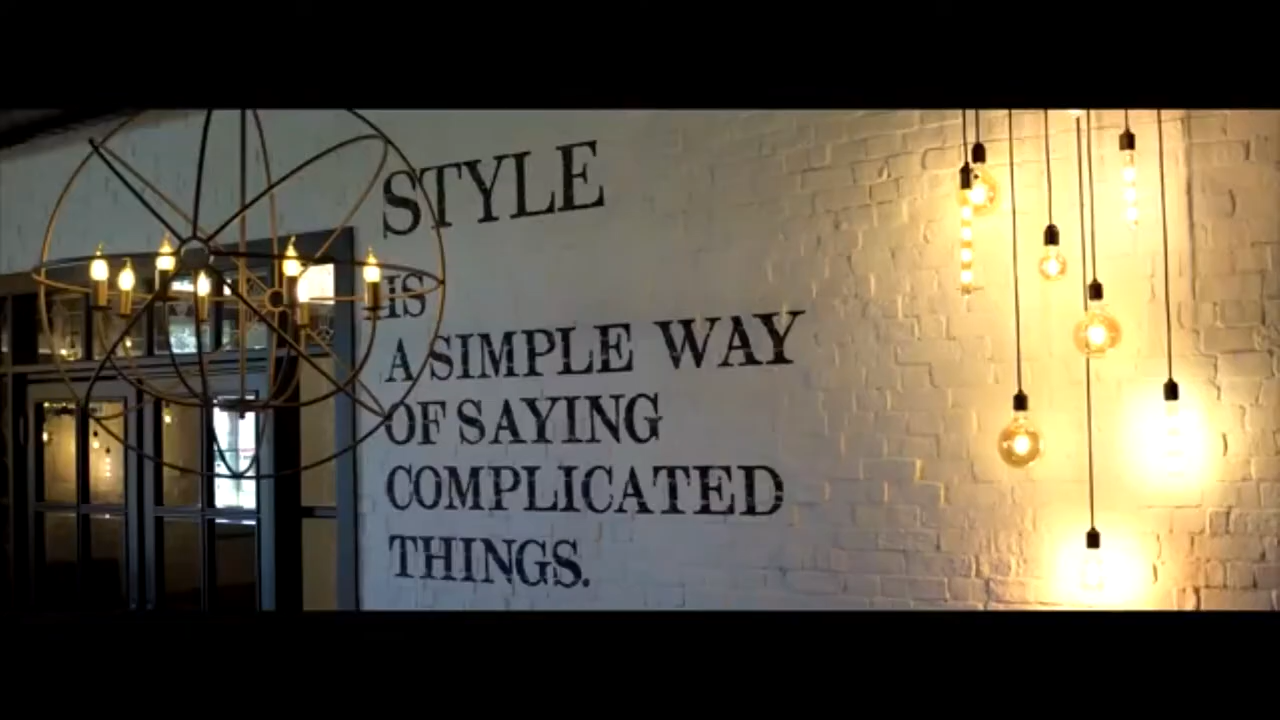 STYLE
IS
A SIMPLE WAY
OF SAYING
COMPLICATED
THINGS.